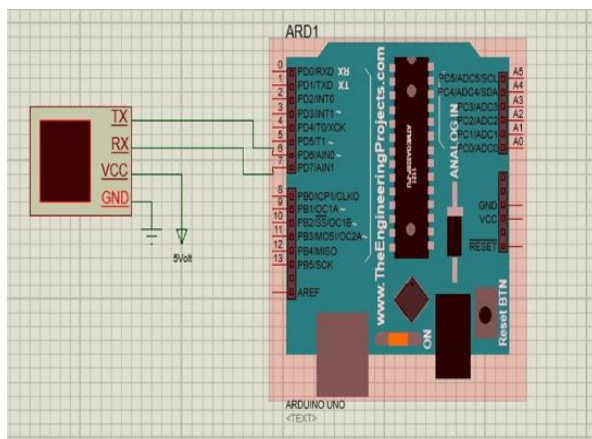 ARD1
TX
RX
VCC
GND
5Volt
0
1
2
3
4
5
6
7
8
9
10
11
12
13
PD0/RXD RX
PD1/TXD TX
PD2/INT0
PD3/INT1 ~
PD4/T0/XCK
PD5/T1 ~
PD6/AIN0 ~
PD7/AIN1
PB0/ICP1/CLKO
PB1/OC1A ~
PB2/SS/OC1B ~
PB3/MOSI/OC2A ~
PB4/MISO
PB5/SCK
AREF
www.TheEngineeringProjects.com
ATMEGA328P-PU
1121
ANALOG IN
PC5/ADC5/SCL A5
PC4/ADC4/SDA A4
PC3/ADC3 A3
PC2/ADC2 A2
PC1/ADC1 A1
PC0/ADC0 A0
GND
VCC
RESET
Reset BTN
ON
ARDUINO UNO
<TEXT>